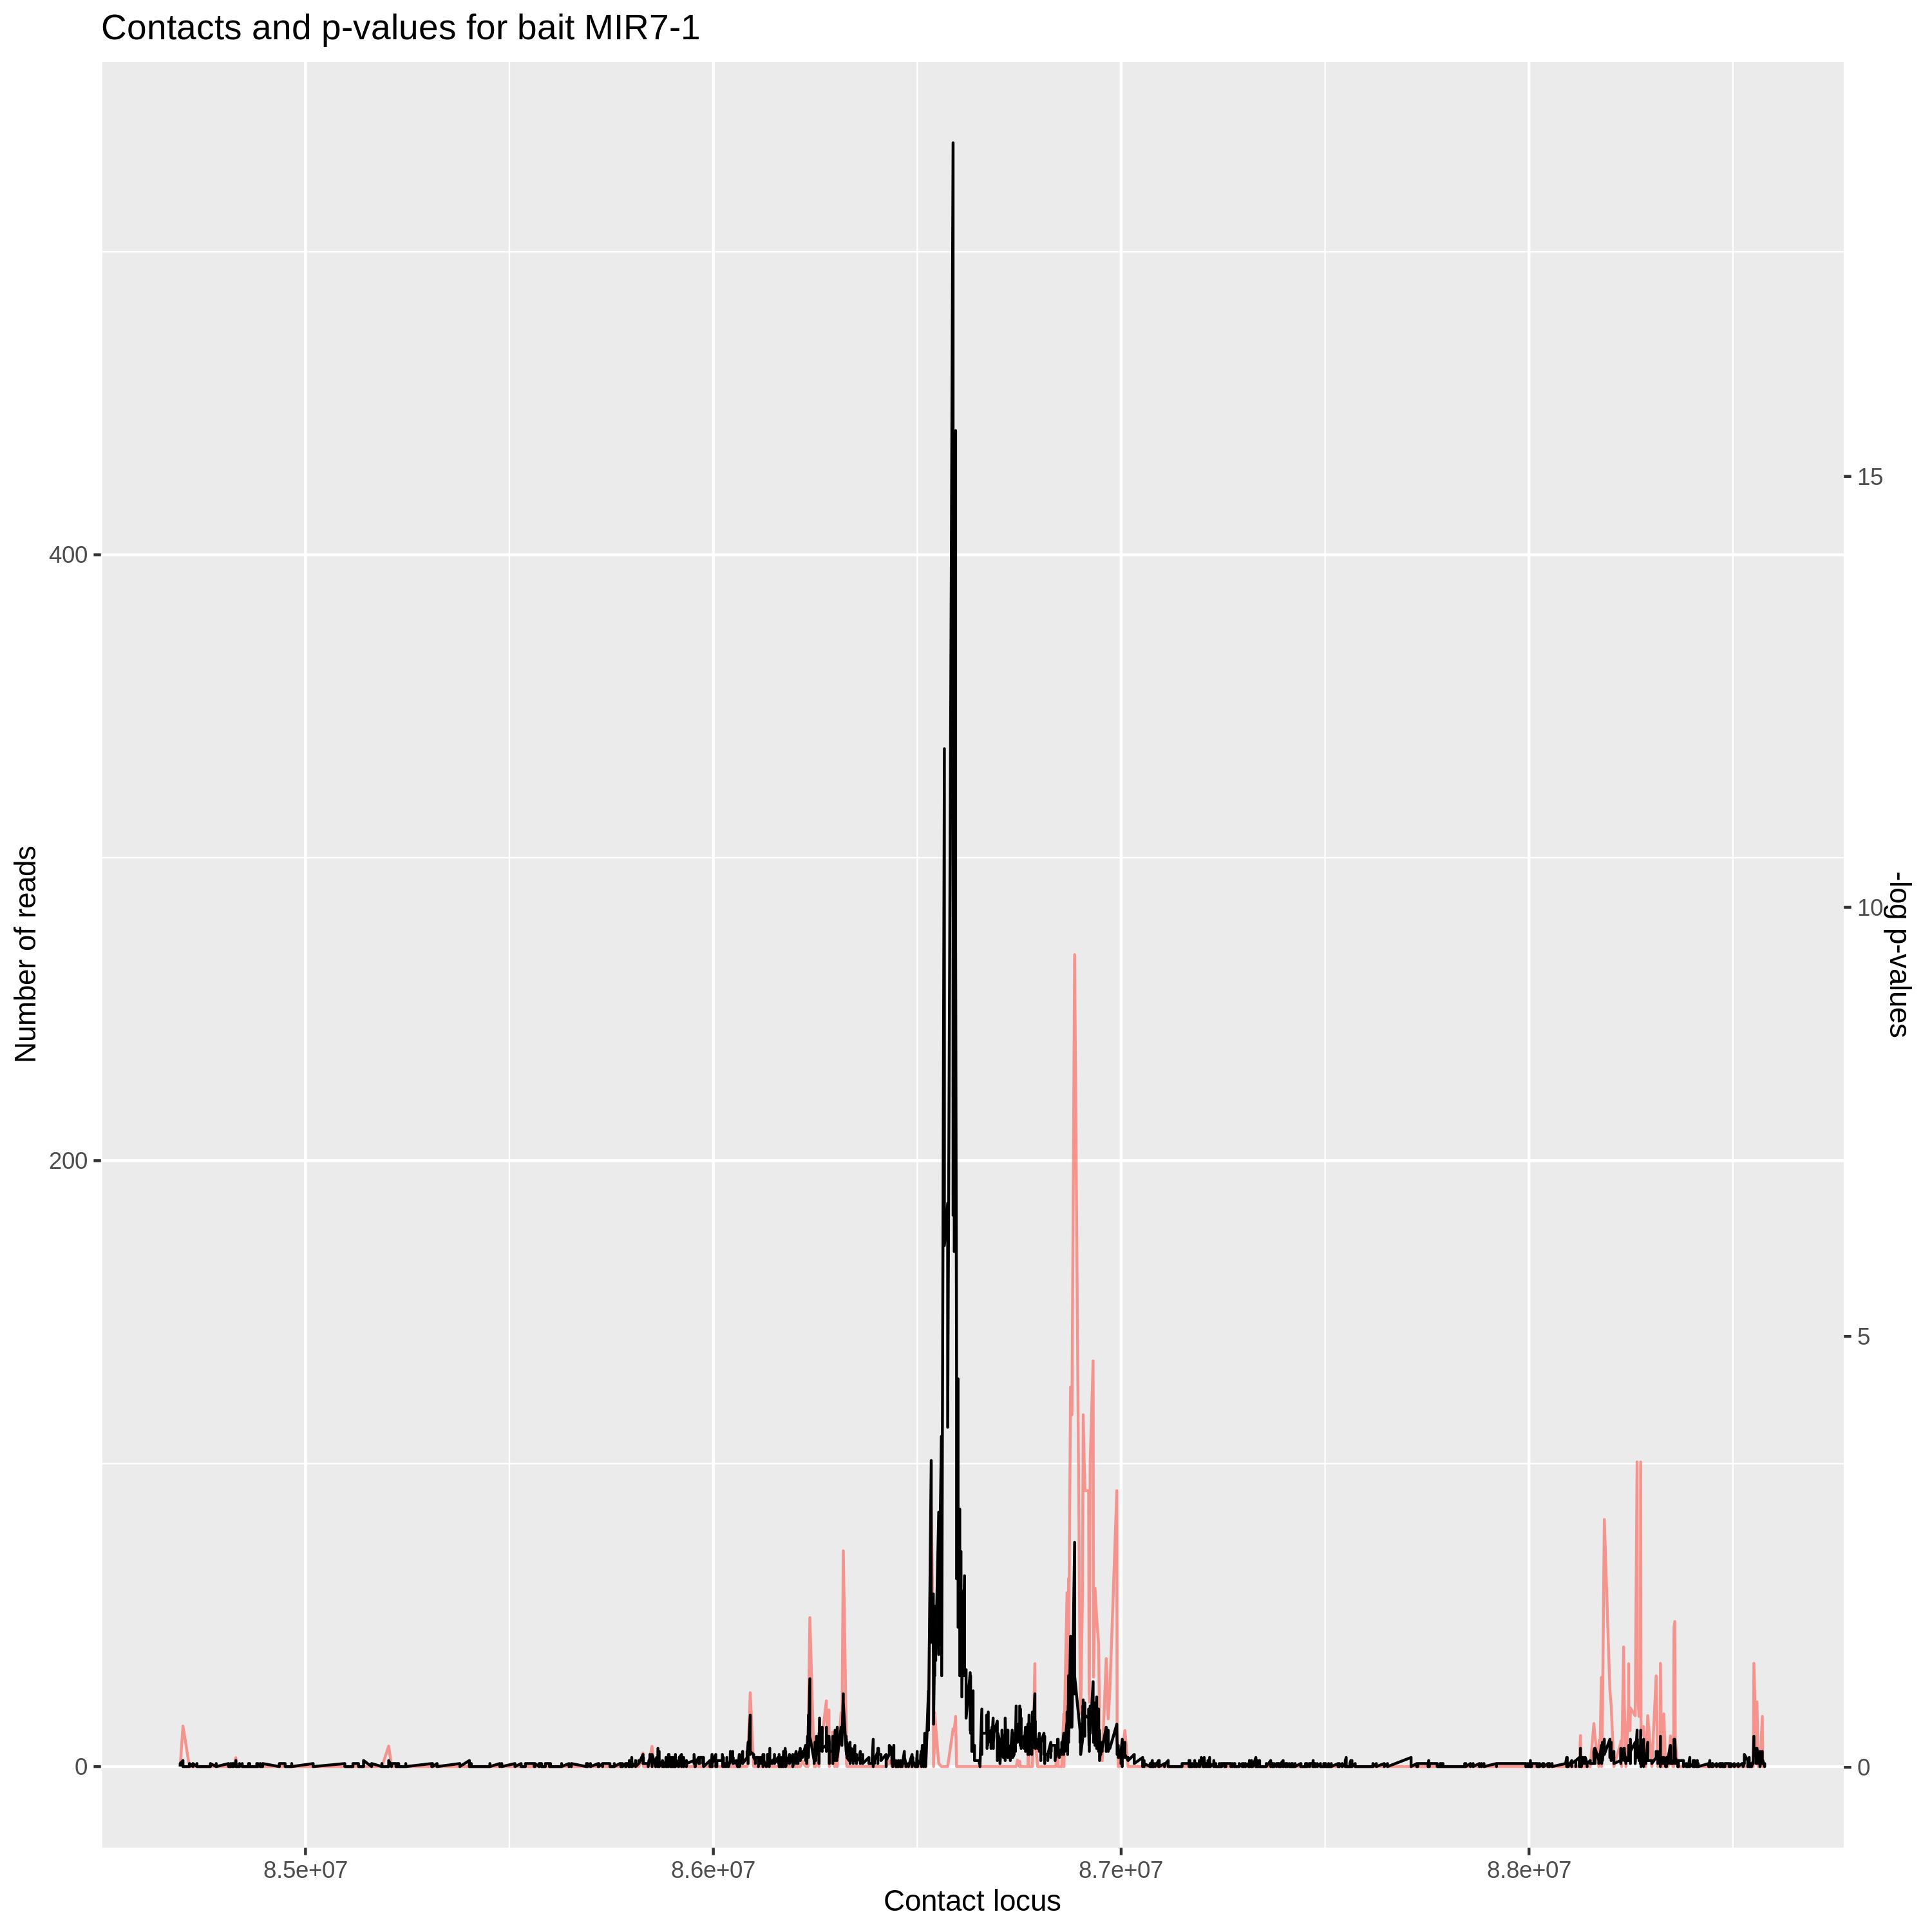 Contacts and p-values for bait MIR7-1
Number of reads
400
200
0
15
10
5
0
-log p-values
8.5e+07
8.6e+07
8.7e+07
8.8e+07
Contact locus